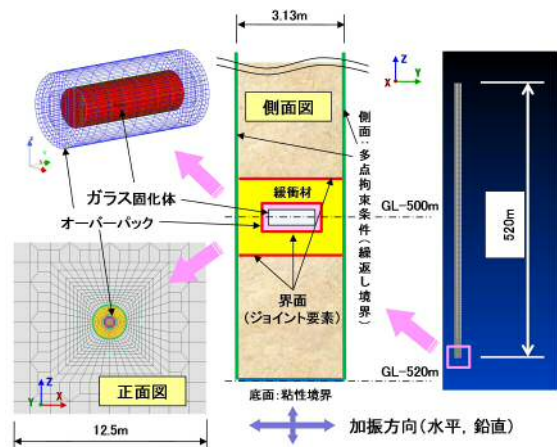 3.13m
Z
X
Y
側面図
側面:多点拘束条件(繰返し境界)
緩衝材
ガラス固化体
オーバーパック
GL-500m
520m
界面
(ジョイント要素)
Z
Y
X
正面図
GL-520m
底面:粘性境界
12.5m
加振方向(水平, 鉛直)